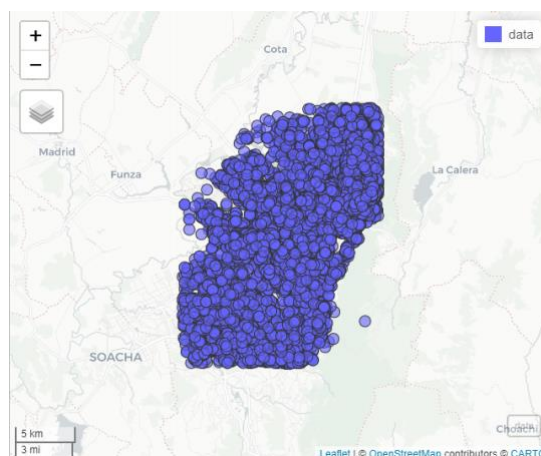 +
data
−
Cota
Madrid
Funza
La Calera
SOACHA
5 km
3 mi
Choachí
Leaflet | © OpenStreetMap contributors © CARTO